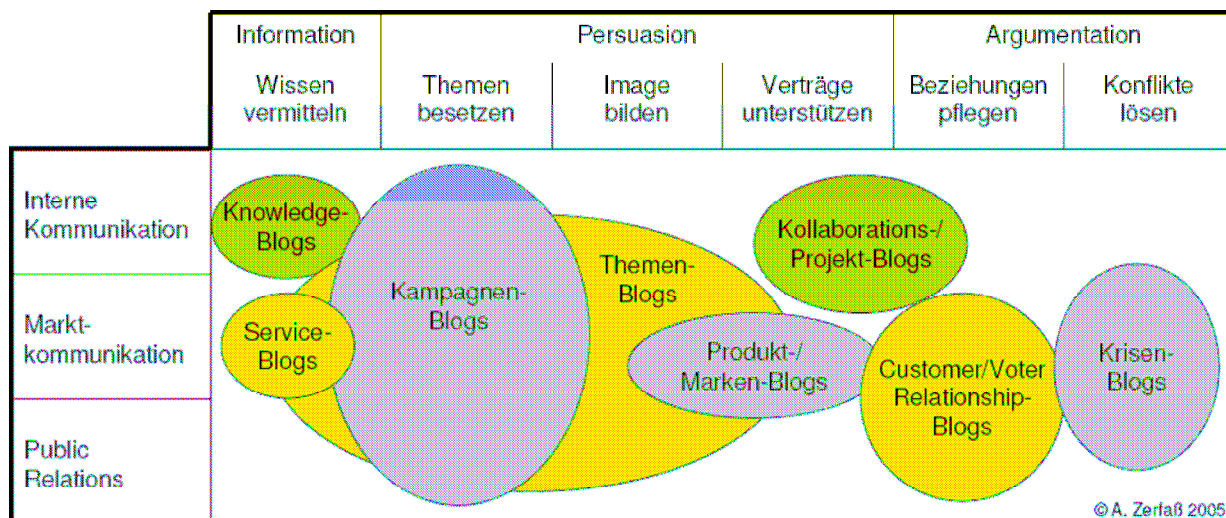 Information Persuasion Argumentation
Wissen vermitteln
Themen besetzen
Image bilden
Verträge unterstützen
Beziehungen pflegen
Konflikte lösen
Interne
Kommunikation
Knowledge-
Blogs
Kollaborations-/
Projekt-Blogs
Themen-
Blogs
Kampagnen-
Blogs
Markt-
kommunikation
Service-
Blogs
Produkt-/
Marken-Blogs
Customer/Voter
Relationship-
Blogs
Krisen-
Blogs
Public
Relations
© A. Zerfaß 2005